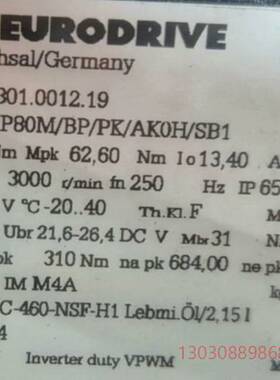 EURODRIVE
hsal/Germany
301.0012.19
P80M/BP/PK/AK0H/SB1
Nm Mpk 62,60 Nm Io 13,40 A
3000 r/min fn 250 Hz IP 65
V °C -20..40 Th.Kl. F M
Ubr 21,6-26,4 DC V Mbr 31 N
pk 310 Nm na pk 684,00 ne pk
IM M4A k
C-460-NSF-H1 Lebmi.Öl/2,15 l
4
Inverter duty VPWM M